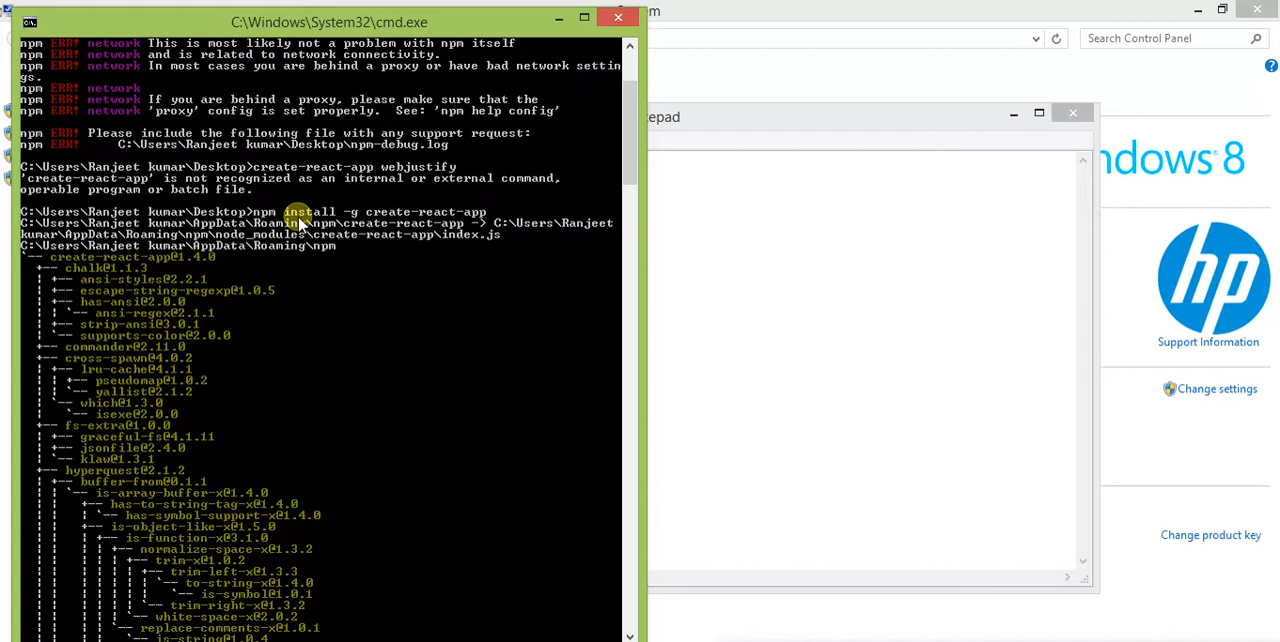 C:\Windows\System32\cmd.exe
npm ERR! network This is most likely not a problem with npm itself
npm ERR! network and is related to network connectivity.
npm ERR! network In most cases you are behind a proxy or have bad network settin
gs.
npm ERR! network
npm ERR! network If you are behind a proxy, please make sure that the
npm ERR! network 'proxy' config is set properly.  See: 'npm help config'
npm ERR! Please include the following file with any support request:
npm ERR!     C:\Users\Ranjeet kumar\Desktop\npm-debug.log
C:\Users\Ranjeet kumar\Desktop>create-react-app webjustify
'create-react-app' is not recognized as an internal or external command,
operable program or batch file.
C:\Users\Ranjeet kumar\Desktop>npm install -g create-react-app
C:\Users\Ranjeet kumar\AppData\Roaming\npm\create-react-app -> C:\Users\Ranjeet
kumar\AppData\Roaming\npm\node_modules\create-react-app\index.js
C:\Users\Ranjeet kumar\AppData\Roaming\npm
`-- create-react-app@1.4.0
+-- chalk@1.1.3
| +-- ansi-styles@2.2.1
| +-- escape-string-regexp@1.0.5
| +-- has-ansi@2.0.0
| | `-- ansi-regex@2.1.1
| +-- strip-ansi@3.0.1
| `-- supports-color@2.0.0
+-- commander@2.11.0
+-- cross-spawn@4.0.2
| +-- lru-cache@4.1.1
| | +-- pseudomap@1.0.2
| | `-- yallist@2.1.2
| `-- which@1.3.0
|   `-- isexe@2.0.0
+-- fs-extra@1.0.0
| +-- graceful-fs@4.1.11
| +-- jsonfile@2.4.0
| `-- klaw@1.3.1
+-- hyperquest@2.1.2
| +-- buffer-from@0.1.1
| | `-- is-array-buffer-x@1.4.0
| |   +-- has-to-string-tag-x@1.4.0
| |   | `-- has-symbol-support-x@1.4.0
| |   +-- is-object-like-x@1.5.0
| |   | +-- is-function-x@3.1.0
| |   | | +-- normalize-space-x@1.3.2
| |   | | | +-- trim-x@1.0.2
| |   | | | | +-- trim-left-x@1.3.3
| |   | | | | | `-- to-string-x@1.4.0
| |   | | | | |   `-- is-symbol@1.0.1
| |   | | | | `-- trim-right-x@1.3.2
| |   | | | `-- white-space-x@2.0.2
| |   | | +-- replace-comments-x@1.0.1
| |   | | | `-- is-string@1.0.4
Search Control Panel
ndows 8
hp
Support Information
Change settings
Change product key